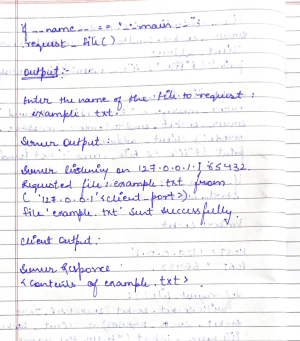 if __name__ == "__main__":
request_file()
output:-
Enter the name of the file to request:
example.txt.
Server Output:
Server listening on 127.0.0.1:65432
Requested file: example.txt from
('127.0.0.1' <client_port>)
file 'example.txt' sent successfully
Client Output:
Server Response
<contents of example.txt>